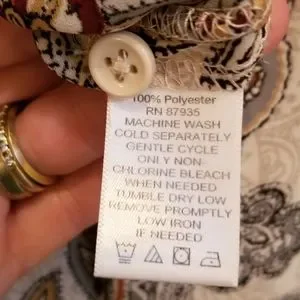 100% Polyester
RN 87935
MACHINE WASH
COLD SEPARATELY
GENTLE CYCLE
ONLY NON-
CHLORINE BLEACH
WHEN NEEDED
TUMBLE DRY LOW
REMOVE PROMPTLY
LOW IRON
IF NEEDED